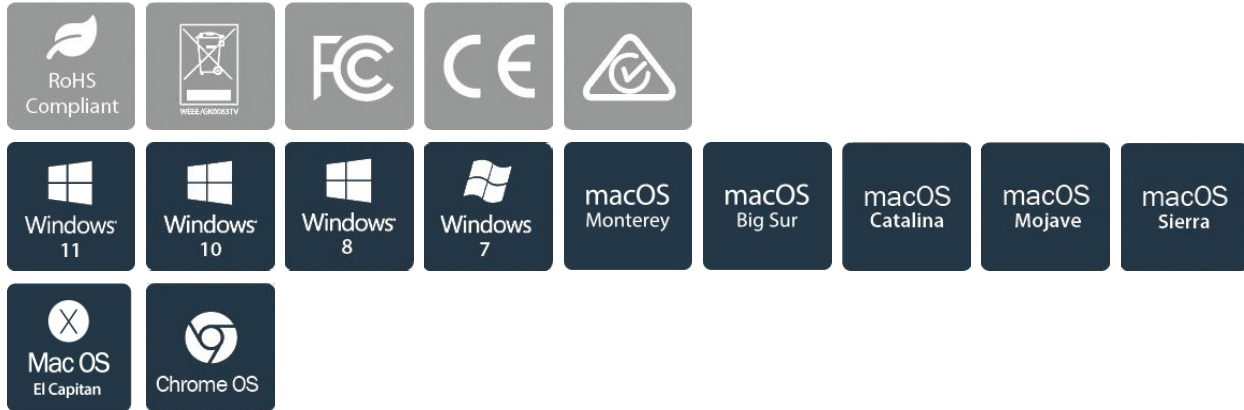 RoHS
Compliant
WEEE/GK0063TV
FC
CE
Windows
11
Windows
10
Windows
8
Windows
7
macOS
Monterey
macOS
Big Sur
macOS
Catalina
macOS
Mojave
macOS
Sierra
X
Mac OS
El Capitan
Chrome OS